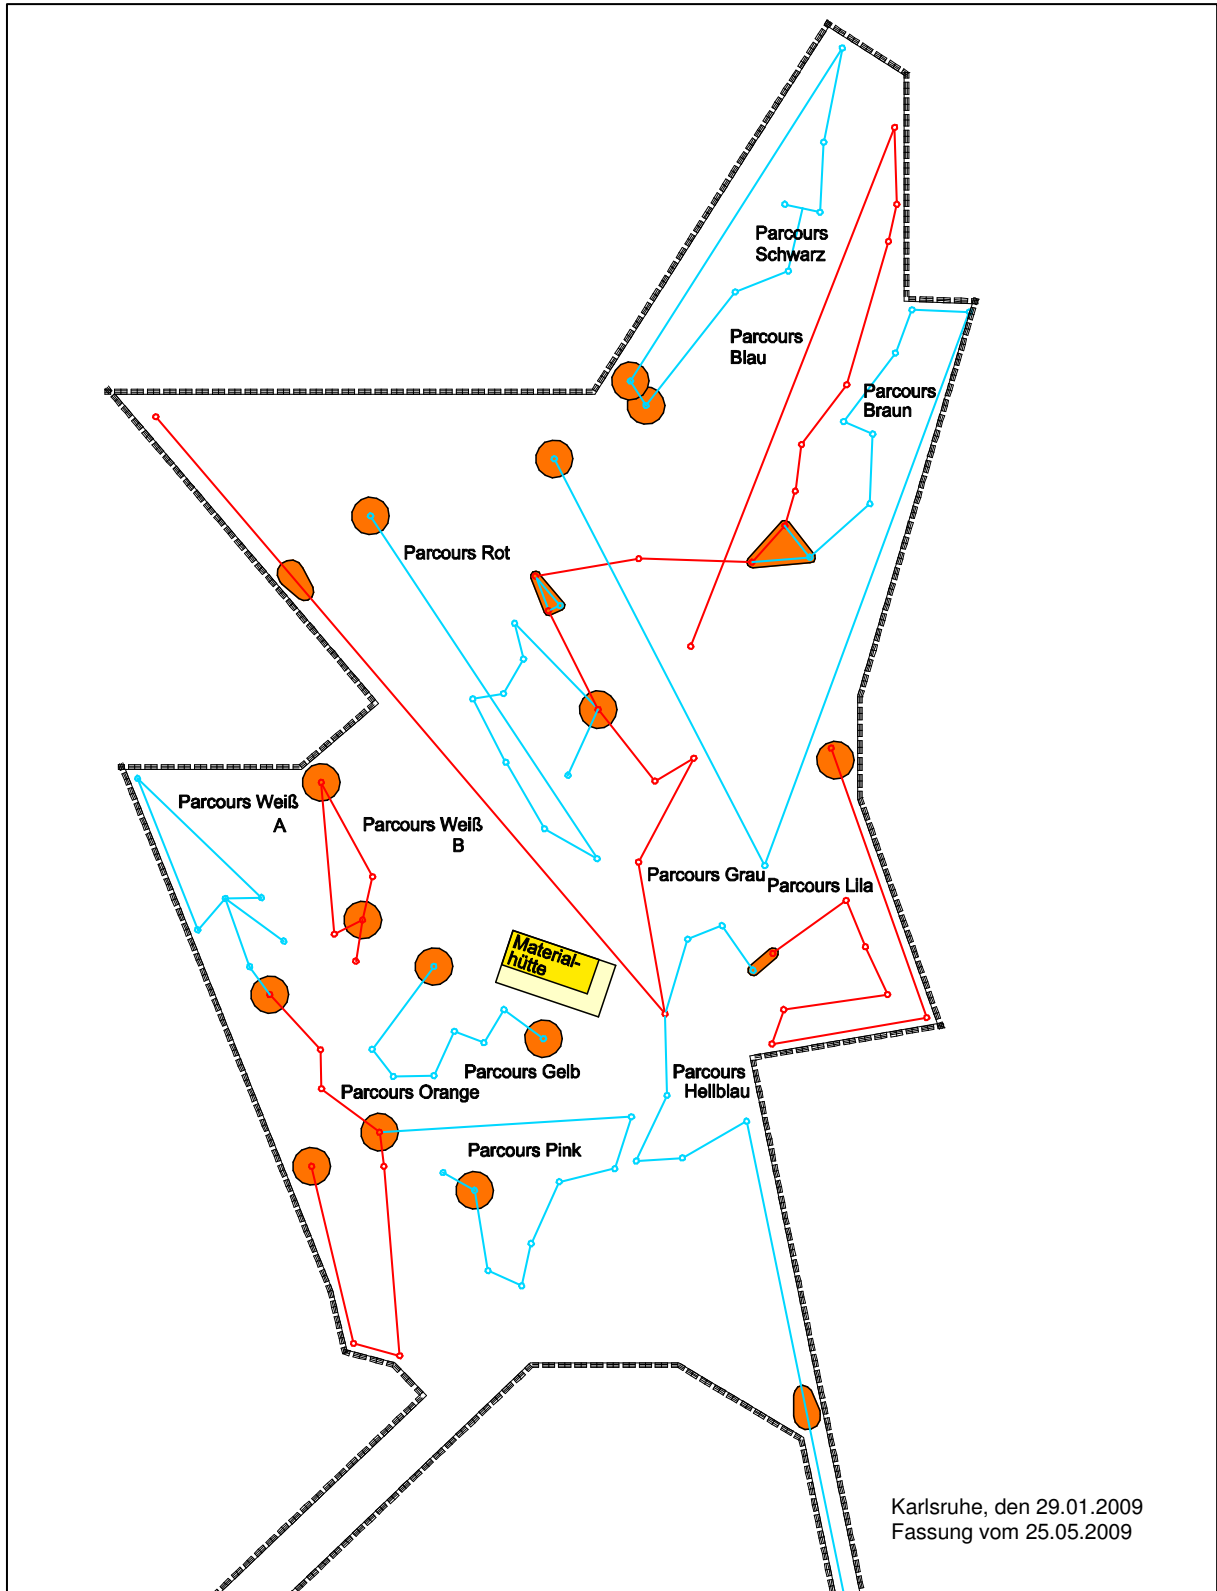 Parcours
Schwarz
Parcours
Blau
Parcours
Braun
Parcours Rot
Parcours Weiß
A
Parcours Weiß
B
Parcours Grau
Parcours Lila
Material-
hütte
Parcours Gelb
Parcours
Hellblau
Parcours Orange
Parcours Pink
Karlsruhe, den 29.01.2009
Fassung vom 25.05.2009